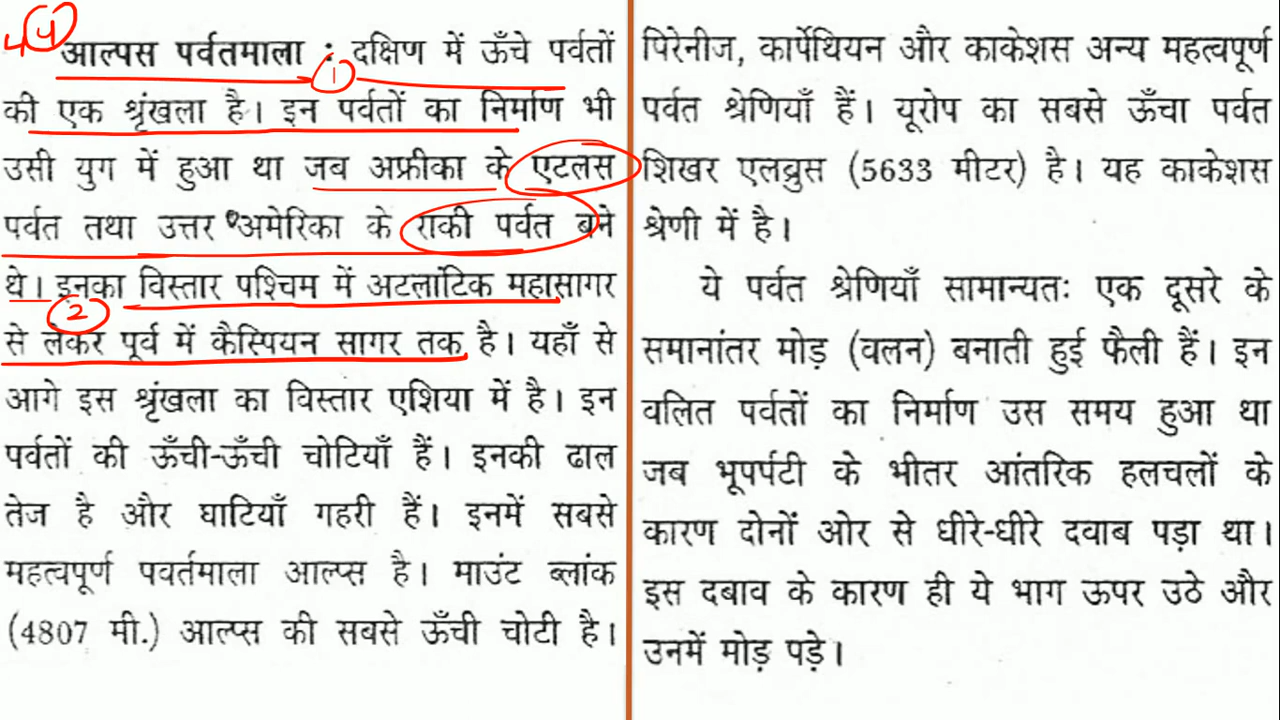 4 4
आल्पस पर्वतमाला : दक्षिण में ऊँचे पर्वतों
1
की एक श्रृंखला है। इन पर्वतों का निर्माण भी
उसी युग में हुआ था जब अफ्रीका के एटलस
पर्वत तथा उत्तर अमेरिका के राकी पर्वत बने
थे। इनका विस्तार पश्चिम में अटलांटिक महासागर
2
से लेकर पूर्व में कैस्पियन सागर तक है। यहाँ से
आगे इस श्रृंखला का विस्तार एशिया में है। इन
पर्वतों की ऊँची-ऊँची चोटियाँ हैं। इनकी ढाल
तेज है और घाटियाँ गहरी हैं। इनमें सबसे
महत्वपूर्ण पवर्तमाला आल्प्स है। माउंट ब्लांक
(4807 मी.) आल्प्स की सबसे ऊँची चोटी है।
पिरेनीज, कार्पेथियन और काकेशस अन्य महत्वपूर्ण
पर्वत श्रेणियाँ हैं। यूरोप का सबसे ऊँचा पर्वत
शिखर एलब्रुस (5633 मीटर) है। यह काकेशस
श्रेणी में है।
ये पर्वत श्रेणियाँ सामान्यतः एक दूसरे के
समानांतर मोड़ (वलन) बनाती हुई फैली हैं। इन
वलित पर्वतों का निर्माण उस समय हुआ था
जब भूपर्पटी के भीतर आंतरिक हलचलों के
कारण दोनों ओर से धीरे-धीरे दवाब पड़ा था।
इस दबाव के कारण ही ये भाग ऊपर उठे और
उनमें मोड़ पड़े।